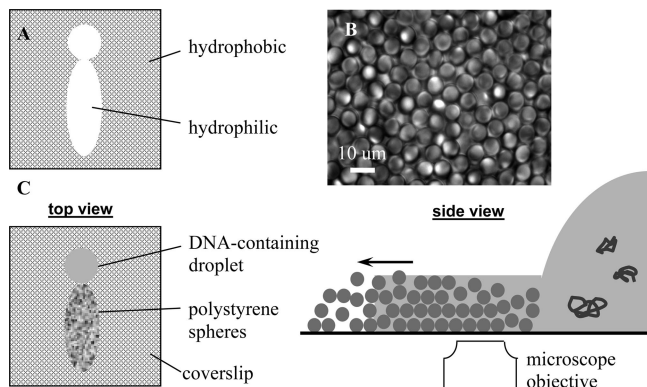 A
hydrophobic
hydrophilic
B
10 um
C
top view
DNA-containing
droplet
polystyrene
spheres
coverslip
side view
microscope
objective